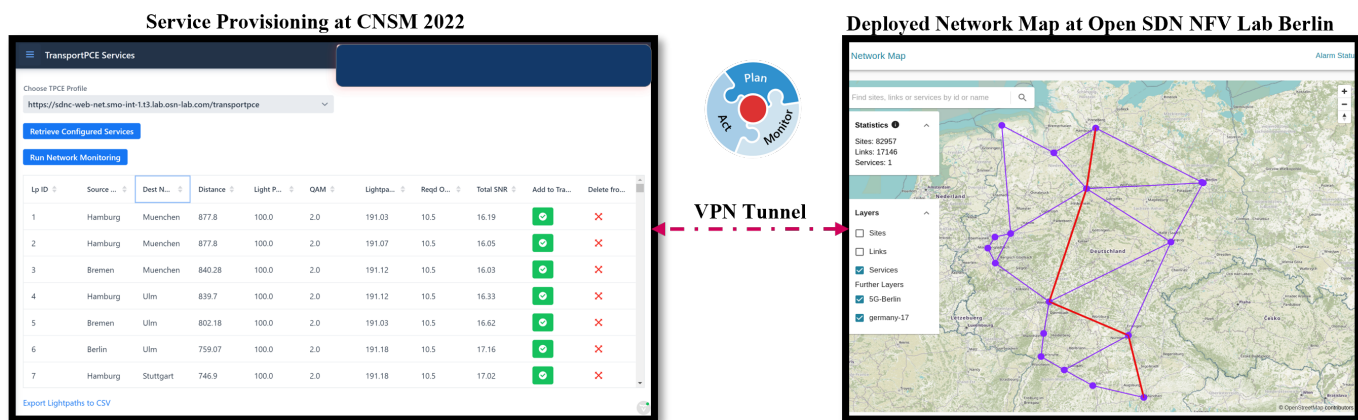 Service Provisioning at CNSM 2022
TransportPCE Services
Choose TPCE Profile
https://sdnc-web-net.smo-int-1.t3.lab.osn-lab.com/transportpce
Retrieve Configured Services
Run Network Monitoring
Lp ID Source ... Dest N... Distance Light P... QAM Lightpa... Reqd O... Total SNR Add to Tra... Delete fro...
1 Hamburg Muenchen 877.8 100.0 2.0 191.03 10.5 16.19
2 Hamburg Muenchen 877.8 100.0 2.0 191.07 10.5 16.05
3 Bremen Muenchen 840.28 100.0 2.0 191.12 10.5 16.03
4 Hamburg Ulm 839.7 100.0 2.0 191.12 10.5 16.33
5 Bremen Ulm 802.18 100.0 2.0 191.03 10.5 16.62
6 Berlin Ulm 759.07 100.0 2.0 191.18 10.5 17.16
7 Hamburg Stuttgart 746.9 100.0 2.0 191.18 10.5 17.02
Export Lightpaths to CSV
Plan
Act
Monitor
VPN Tunnel
Deployed Network Map at Open SDN NFV Lab Berlin
Network Map
Alarm Statu
Find sites, links or services by id or name
Statistics
Sites: 82957
Links: 17146
Services: 1
Layers
Sites
Links
Services
Further Layers
5G-Berlin
germany-17
Nederland
Deutschland
Letzebuerg
Česko
© OpenStreetMap contributors